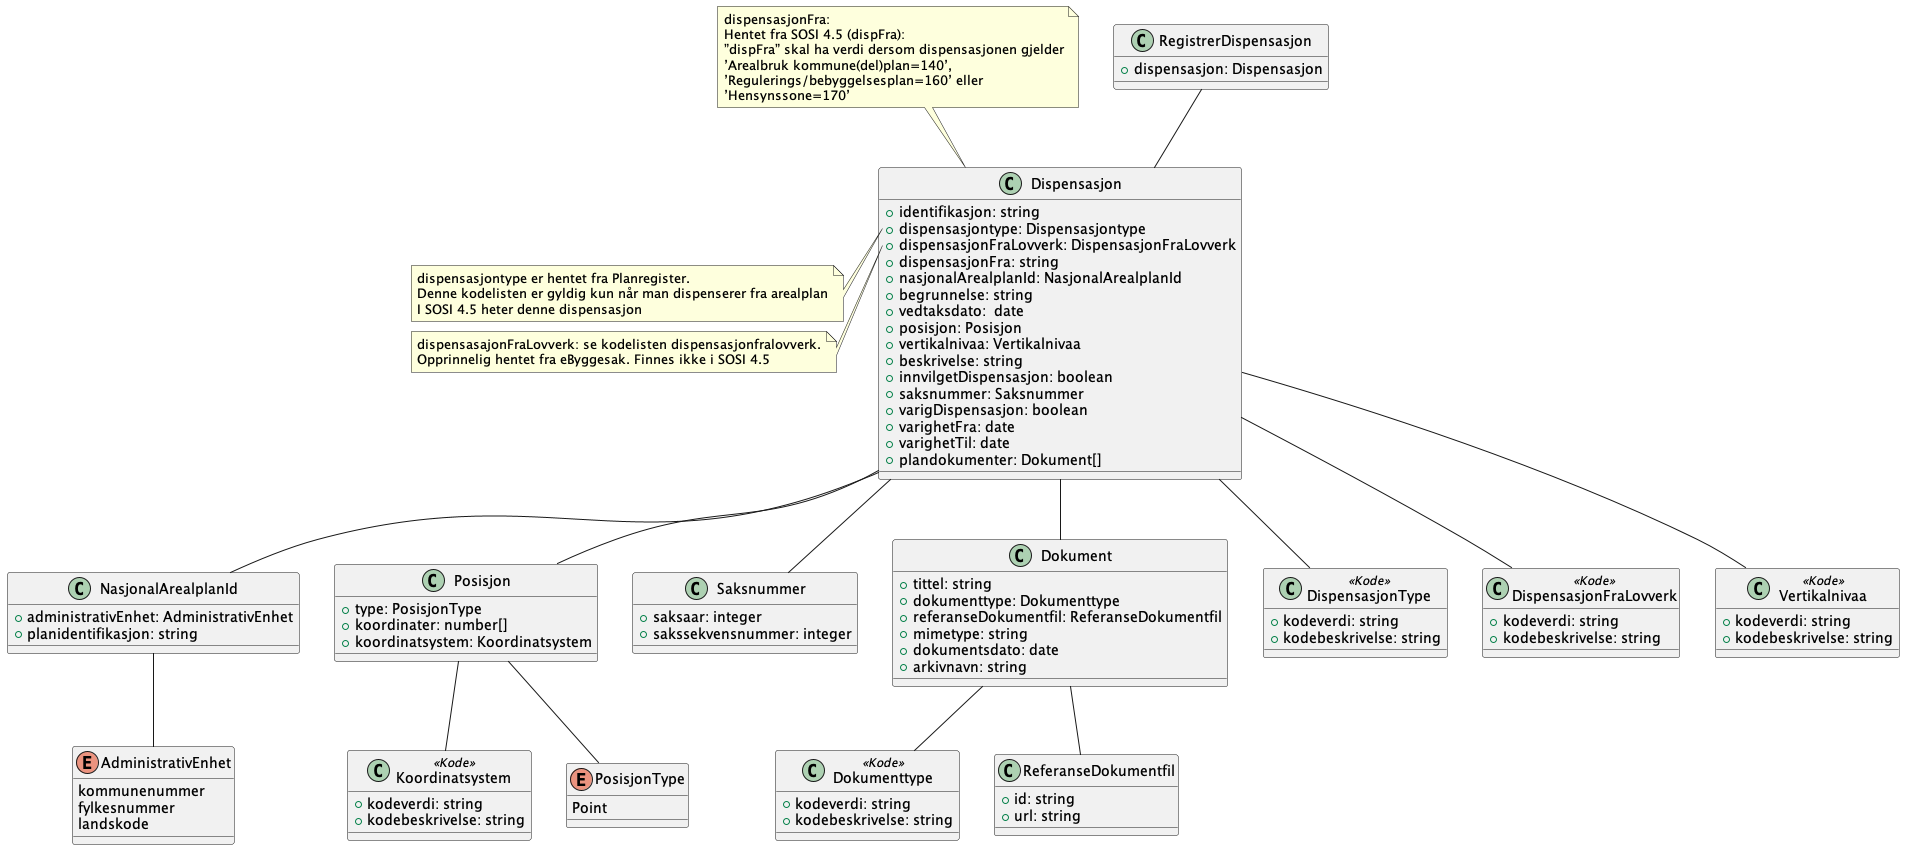 dispensasjonFra:
Hentet fra SOSI 4.5 (dispFra):
"dispFra" skal ha verdi dersom dispensasjonen gjelder
’Arealbruk kommune(del)plan=140’,
’Regulerings/bebyggelsesplan=160’ eller
’Hensynssone=170’
C RegistrerDispensasjon
dispensasjon: Dispensasjon
C Dispensasjon
identifikasjon: string
dispensasjontype: Dispensasjontype
dispensasjonFraLovverk: DispensasjonFraLovverk
dispensasjonFra: string
nasjonalArealplanId: NasjonalArealplanId
begrunnelse: string
vedtaksdato:  date
posisjon: Posisjon
vertikalnivaa: Vertikalnivaa
beskrivelse: string
innvilgetDispensasjon: boolean
saksnummer: Saksnummer
varigDispensasjon: boolean
varighetFra: date
varighetTil: date
plandokumenter: Dokument[]
dispensasjontype er hentet fra Planregister.
Denne kodelisten er gyldig kun når man dispenserer fra arealplan
I SOSI 4.5 heter denne dispensasjon
dispensasajonFraLovverk: se kodelisten dispensasjonfralovverk.
Opprinnelig hentet fra eByggesak. Finnes ikke i SOSI 4.5
C NasjonalArealplanId
administrativEnhet: AdministrativEnhet
planidentifikasjon: string
C Posisjon
type: PosisjonType
koordinater: number[]
koordinatsystem: Koordinatsystem
C Saksnummer
saksaar: integer
sakssekvensnummer: integer
C Dokument
tittel: string
dokumenttype: Dokumenttype
referanseDokumentfil: ReferanseDokumentfil
mimetype: string
dokumentsdato: date
arkivnavn: string
«Kode»
C DispensasjonType
kodeverdi: string
kodebeskrivelse: string
«Kode»
C DispensasjonFraLovverk
kodeverdi: string
kodebeskrivelse: string
«Kode»
C Vertikalnivaa
kodeverdi: string
kodebeskrivelse: string
E AdministrativEnhet
kommunenummer
fylkesnummer
landskode
«Kode»
C Koordinatsystem
kodeverdi: string
kodebeskrivelse: string
E PosisjonType
Point
«Kode»
C Dokumenttype
kodeverdi: string
kodebeskrivelse: string
C ReferanseDokumentfil
id: string
url: string